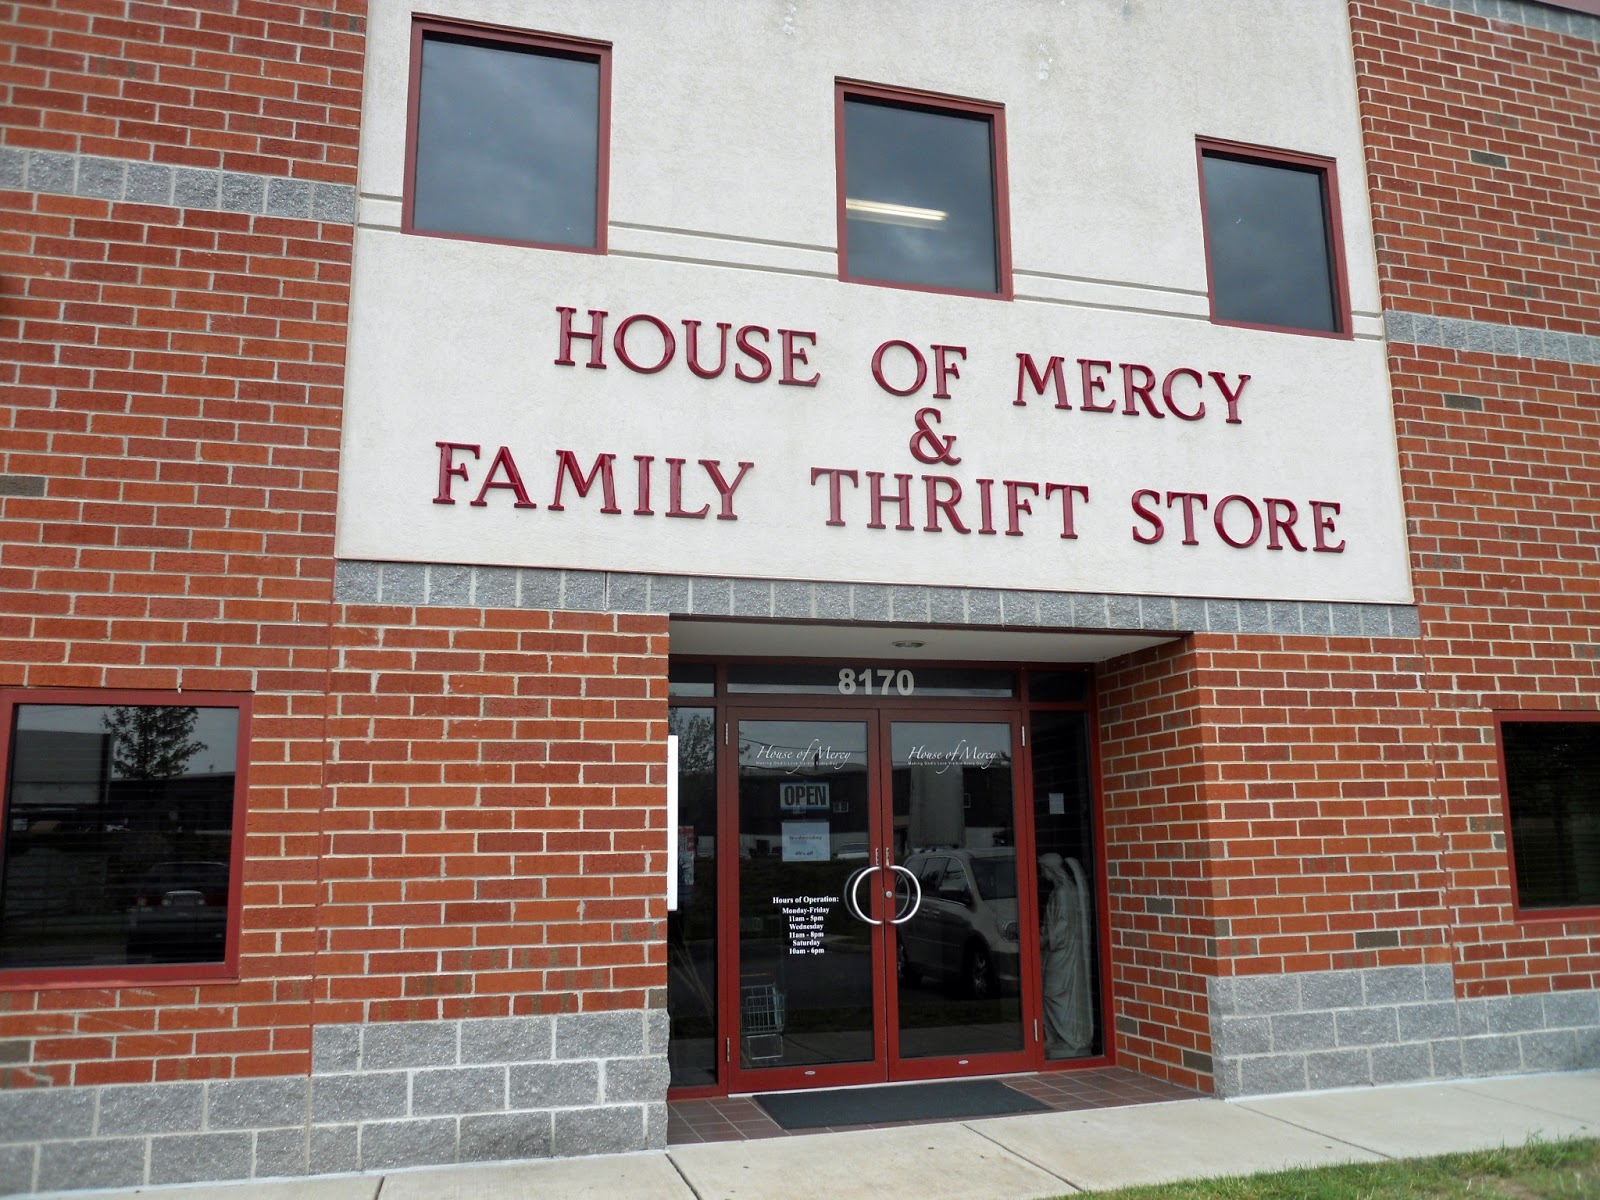 HOUSE OF MERCY
&
FAMILY THRIFT STORE
8170
House of Mercy
House of Mercy
OPEN
Wednesday
Hours of Operation:
Monday-Friday
11am - 5pm
Wednesday
11am - 8pm
Saturday
10am - 6pm